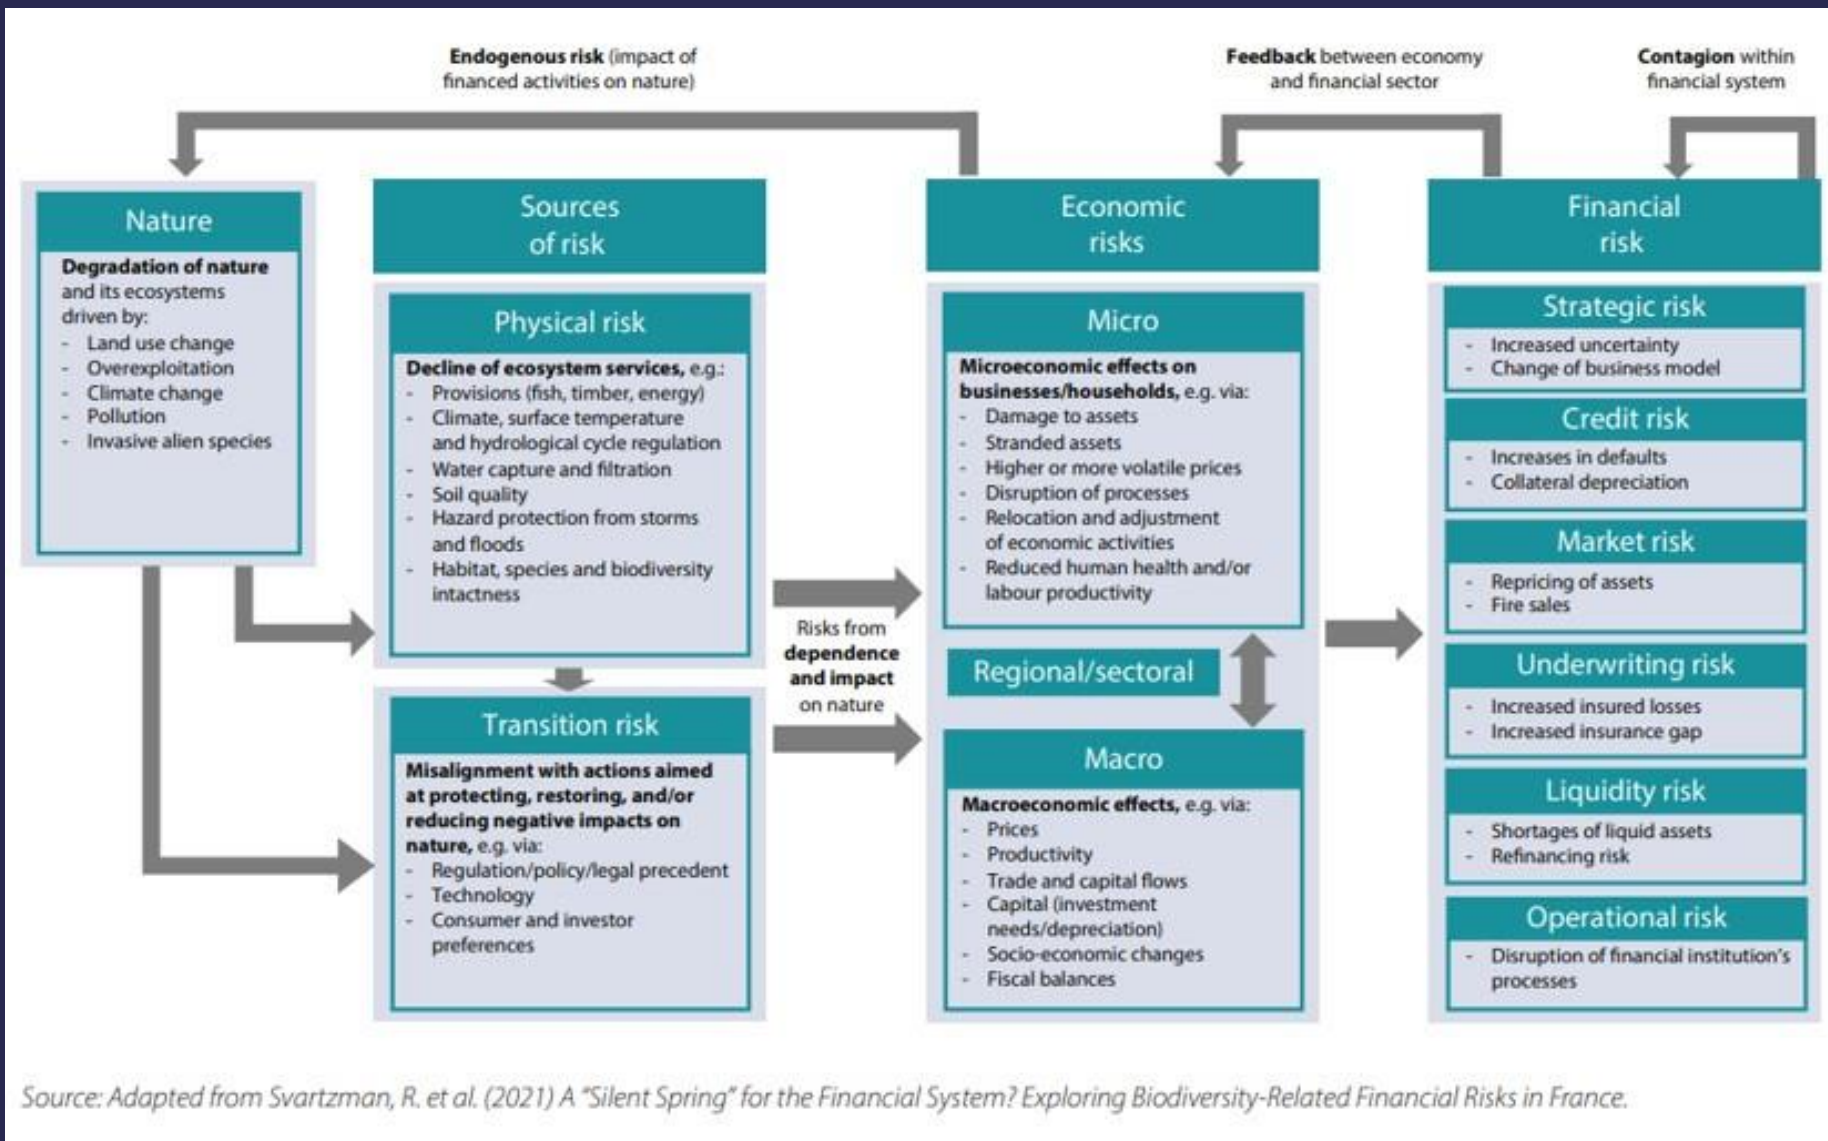 Endogenous risk (impact of
financed activities on nature)
Feedback between economy
and financial sector
Contagion within
financial system
Nature
Degradation of nature
and its ecosystems
driven by:
- Land use change
- Overexploitation
- Climate change
- Pollution
- Invasive alien species
Sources
of risk
Physical risk
Decline of ecosystem services, e.g.:
- Provisions (fish, timber, energy)
- Climate, surface temperature
and hydrological cycle regulation
- Water capture and filtration
- Soil quality
- Hazard protection from storms
and floods
- Habitat, species and biodiversity
intactness
Transition risk
Misalignment with actions aimed
at protecting, restoring, and/or
reducing negative impacts on
nature, e.g. via:
- Regulation/policy/legal precedent
- Technology
- Consumer and investor
preferences
Risks from
dependence
and impact
on nature
Economic
risks
Micro
Microeconomic effects on
businesses/households, e.g. via:
- Damage to assets
- Stranded assets
- Higher or more volatile prices
- Disruption of processes
- Relocation and adjustment
of economic activities
- Reduced human health and/or
labour productivity
Regional/sectoral
Macro
Macroeconomic effects, e.g. via:
- Prices
- Productivity
- Trade and capital flows
- Capital (investment
needs/depreciation)
- Socio-economic changes
- Fiscal balances
Financial
risk
Strategic risk
- Increased uncertainty
- Change of business model
Credit risk
- Increases in defaults
- Collateral depreciation
Market risk
- Repricing of assets
- Fire sales
Underwriting risk
- Increased insured losses
- Increased insurance gap
Liquidity risk
- Shortages of liquid assets
- Refinancing risk
Operational risk
- Disruption of financial institution's
processes
Source: Adapted from Svartzman, R. et al. (2021) A "Silent Spring" for the Financial System? Exploring Biodiversity-Related Financial Risks in France.